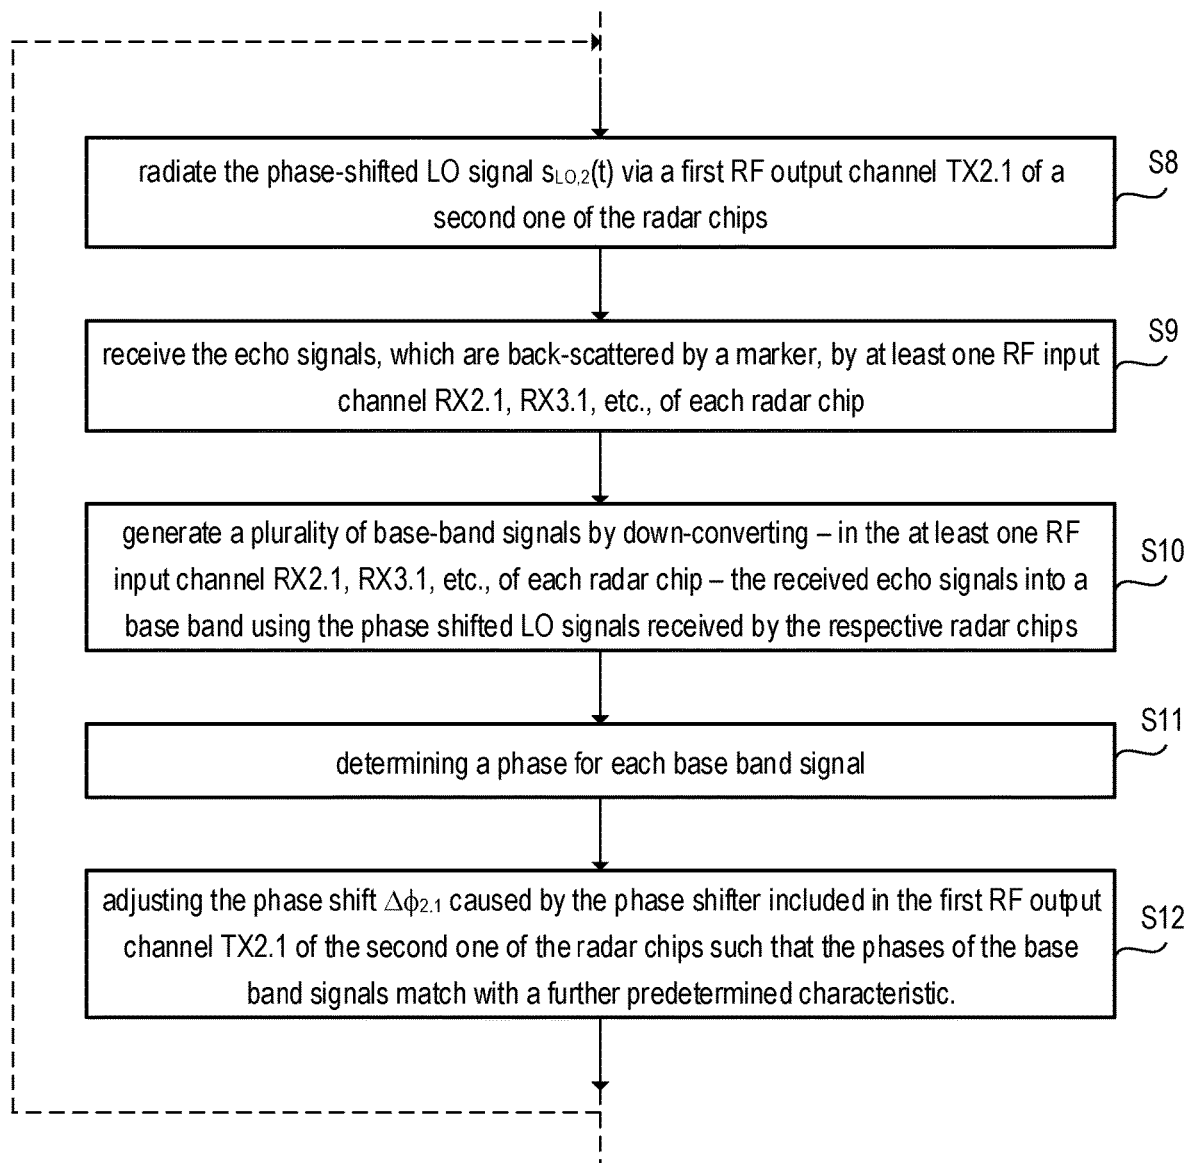 radiate the phase-shifted LO signal sLO,2(t) via a first RF output channel TX2.1 of a
second one of the radar chips
S8
receive the echo signals, which are back-scattered by a marker, by at least one RF input
channel RX2.1, RX3.1, etc., of each radar chip
S9
generate a plurality of base-band signals by down-converting – in the at least one RF
input channel RX2.1, RX3.1, etc., of each radar chip – the received echo signals into a
base band using the phase shifted LO signals received by the respective radar chips
S10
determining a phase for each base band signal
S11
adjusting the phase shift Δϕ2.1 caused by the phase shifter included in the first RF output
channel TX2.1 of the second one of the radar chips such that the phases of the base
band signals match with a further predetermined characteristic.
S12